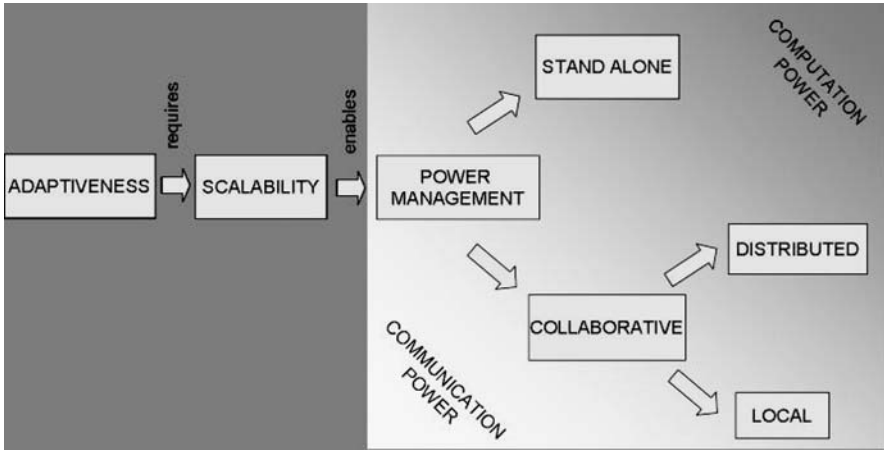 ADAPTIVENESS
requires
SCALABILITY
enables
POWER
MANAGEMENT
STAND ALONE
COLLABORATIVE
DISTRIBUTED
LOCAL
COMPUTATION
POWER
COMMUNICATION
POWER